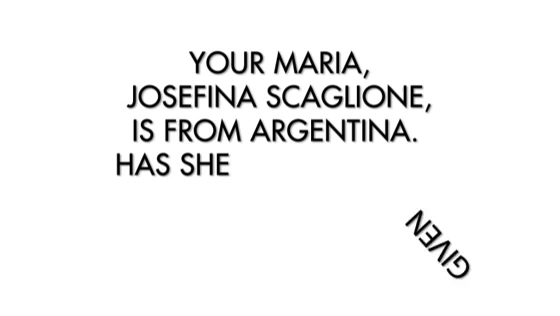 YOUR MARIA,
JOSEFINA SCAGLIONE,
IS FROM ARGENTINA.
HAS SHE
GIVEN